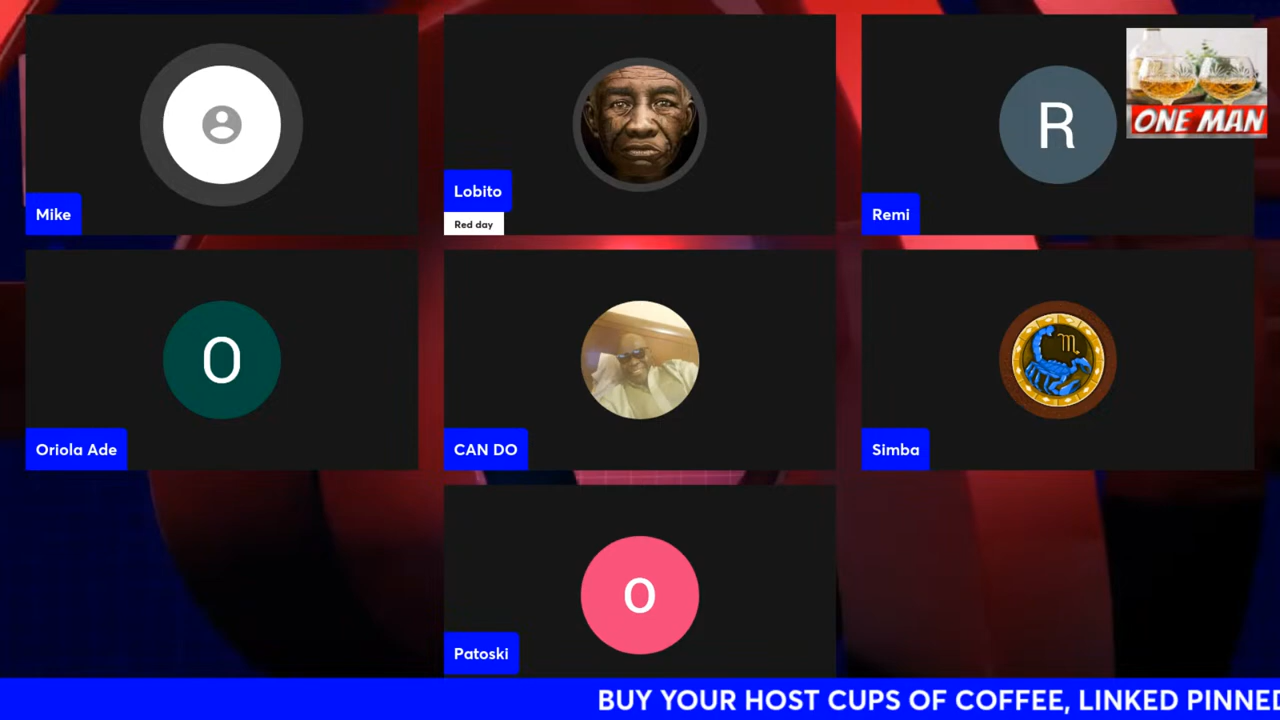 Mike
Lobito
Red day
R
Remi
ONE MAN
O
Oriola Ade
CAN DO
Simba
O
Patoski
BUY YOUR HOST CUPS OF COFFEE, LINKED PINNED